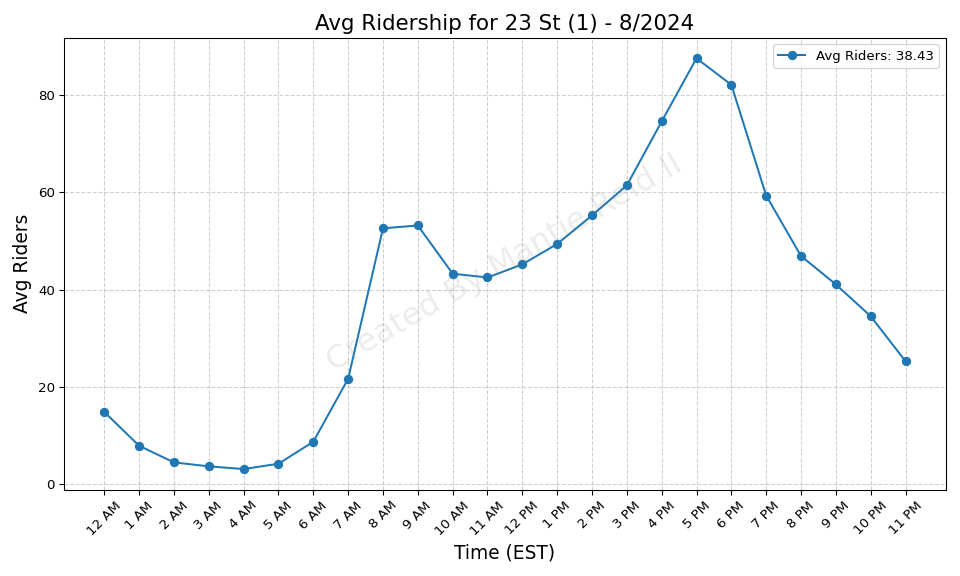 Avg Ridership for 23 St (1) - 8/2024
Avg Riders: 38.43
Avg Riders
80
60
40
20
0
Created By Mantie Reid II
12 AM
1 AM
2 AM
3 AM
4 AM
5 AM
6 AM
7 AM
8 AM
9 AM
10 AM
11 AM
12 PM
1 PM
2 PM
3 PM
4 PM
5 PM
6 PM
7 PM
8 PM
9 PM
10 PM
11 PM
Time (EST)